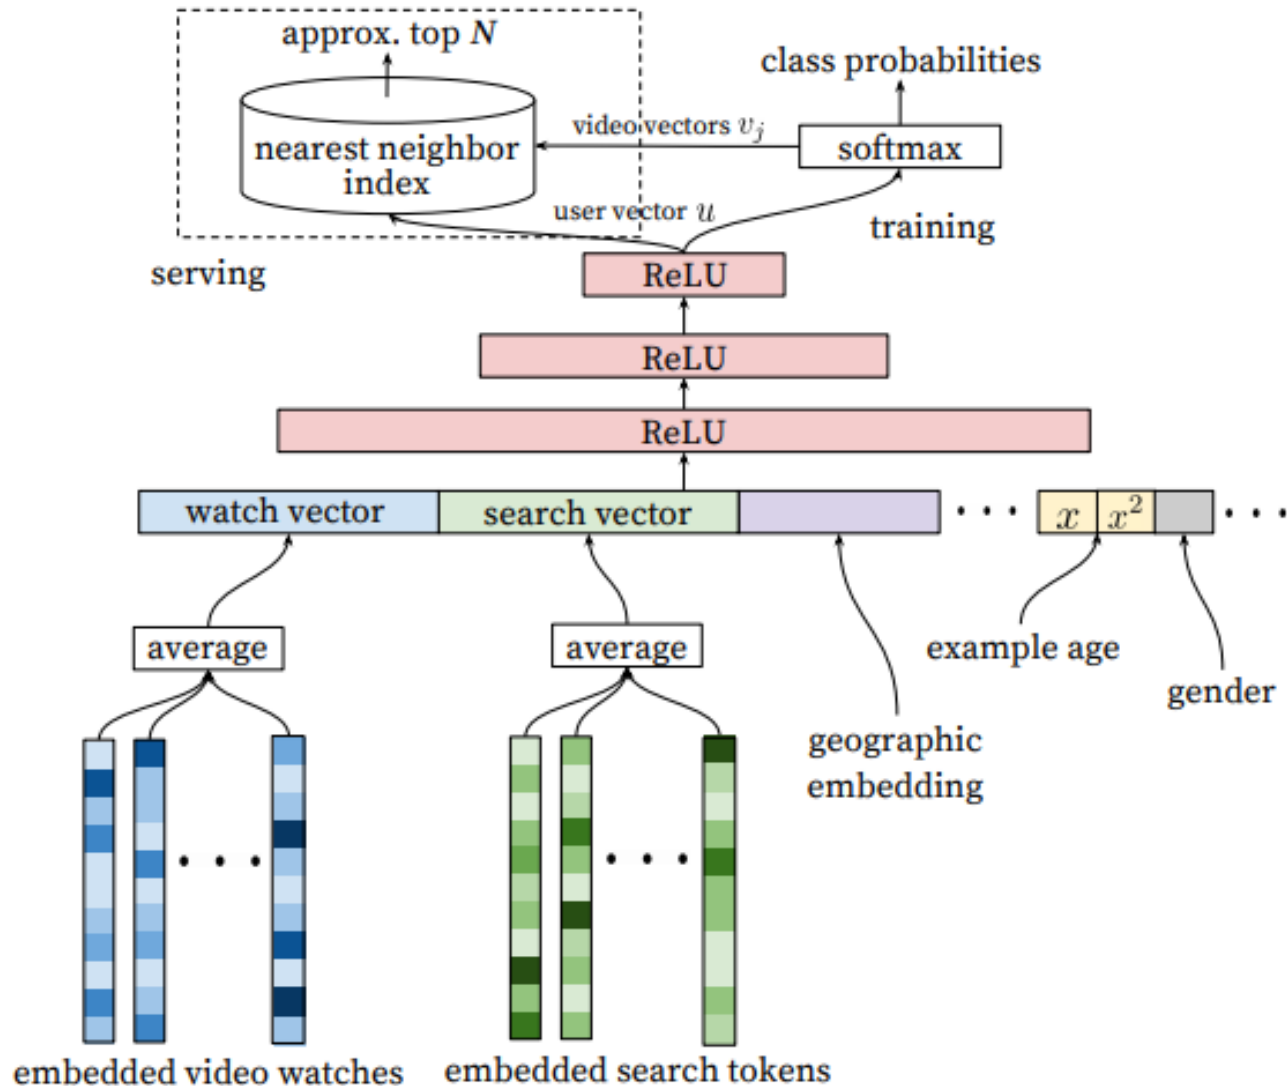 approx. top N
class probabilities
video vectors v_j
softmax
nearest neighbor
index
user vector u
training
serving
ReLU
ReLU
ReLU
watch vector
search vector
x
x²
average
average
example age
gender
geographic
embedding
embedded video watches
embedded search tokens